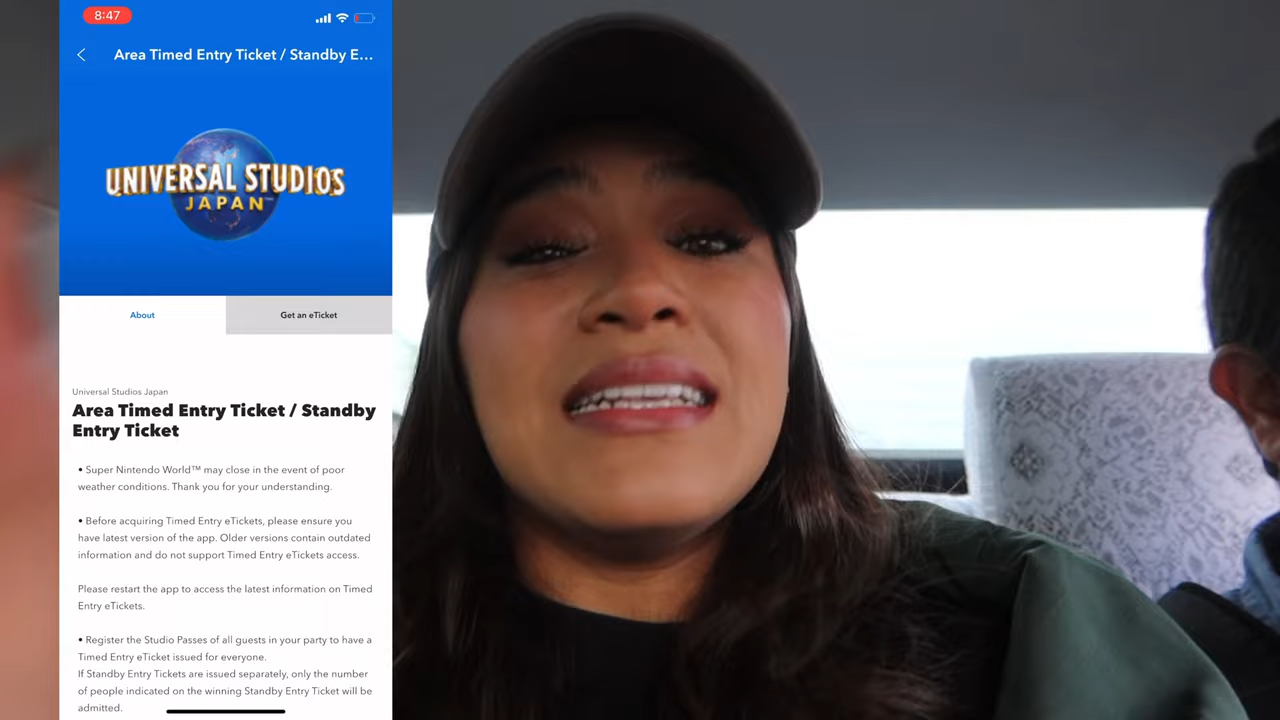 8:47
Area Timed Entry Ticket / Standby E...
UNIVERSAL STUDIOS
JAPAN
About
Get an eTicket
Universal Studios Japan
Area Timed Entry Ticket / Standby
Entry Ticket
• Super Nintendo World™ may close in the event of poor
weather conditions. Thank you for your understanding.
• Before acquiring Timed Entry eTickets, please ensure you
have latest version of the app. Older versions contain outdated
information and do not support Timed Entry eTickets access.
Please restart the app to access the latest information on Timed
Entry eTickets.
• Register the Studio Passes of all guests in your party to have a
Timed Entry eTicket issued for everyone.
If Standby Entry Tickets are issued separately, only the number
of people indicated on the winning Standby Entry Ticket will be
admitted.